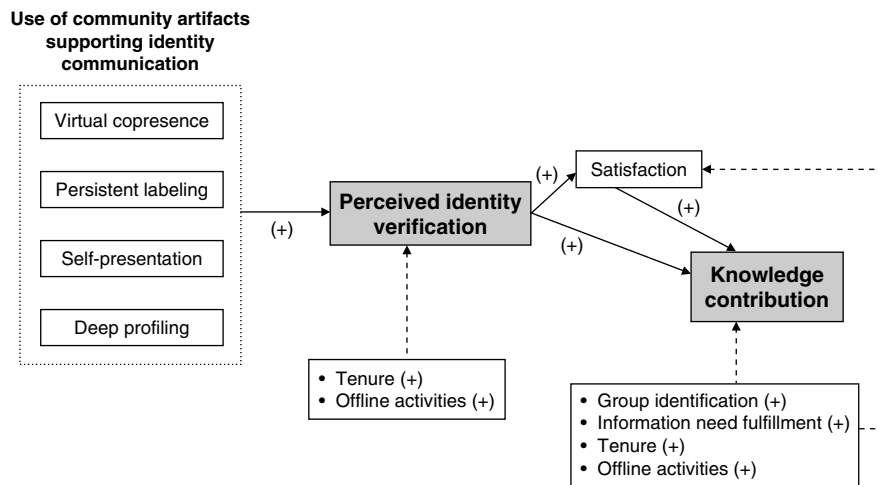 Use of community artifacts
supporting identity
communication
Virtual copresence
Persistent labeling
Self-presentation
Deep profiling
(+)
Perceived identity
verification
(+)
(+)
Satisfaction
(+)
Knowledge
contribution
• Tenure (+)
• Offline activities (+)
• Group identification (+)
• Information need fulfillment (+)
• Tenure (+)
• Offline activities (+)